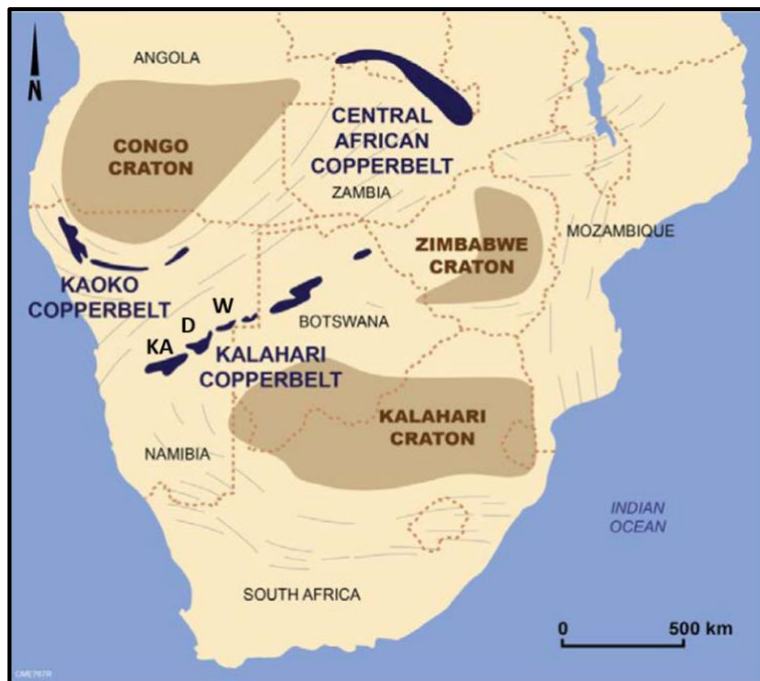 ANGOLA
N
CONGO
CRATON
CENTRAL
AFRICAN
COPPERBELT
ZAMBIA
MOZAMBIQUE
ZIMBABWE
CRATON
KAOKO
COPPERBELT
W
D
KA
BOTSWANA
KALAHARI
COPPERBELT
KALAHARI
CRATON
NAMIBIA
INDIAN
OCEAN
SOUTH AFRICA
0 500 km